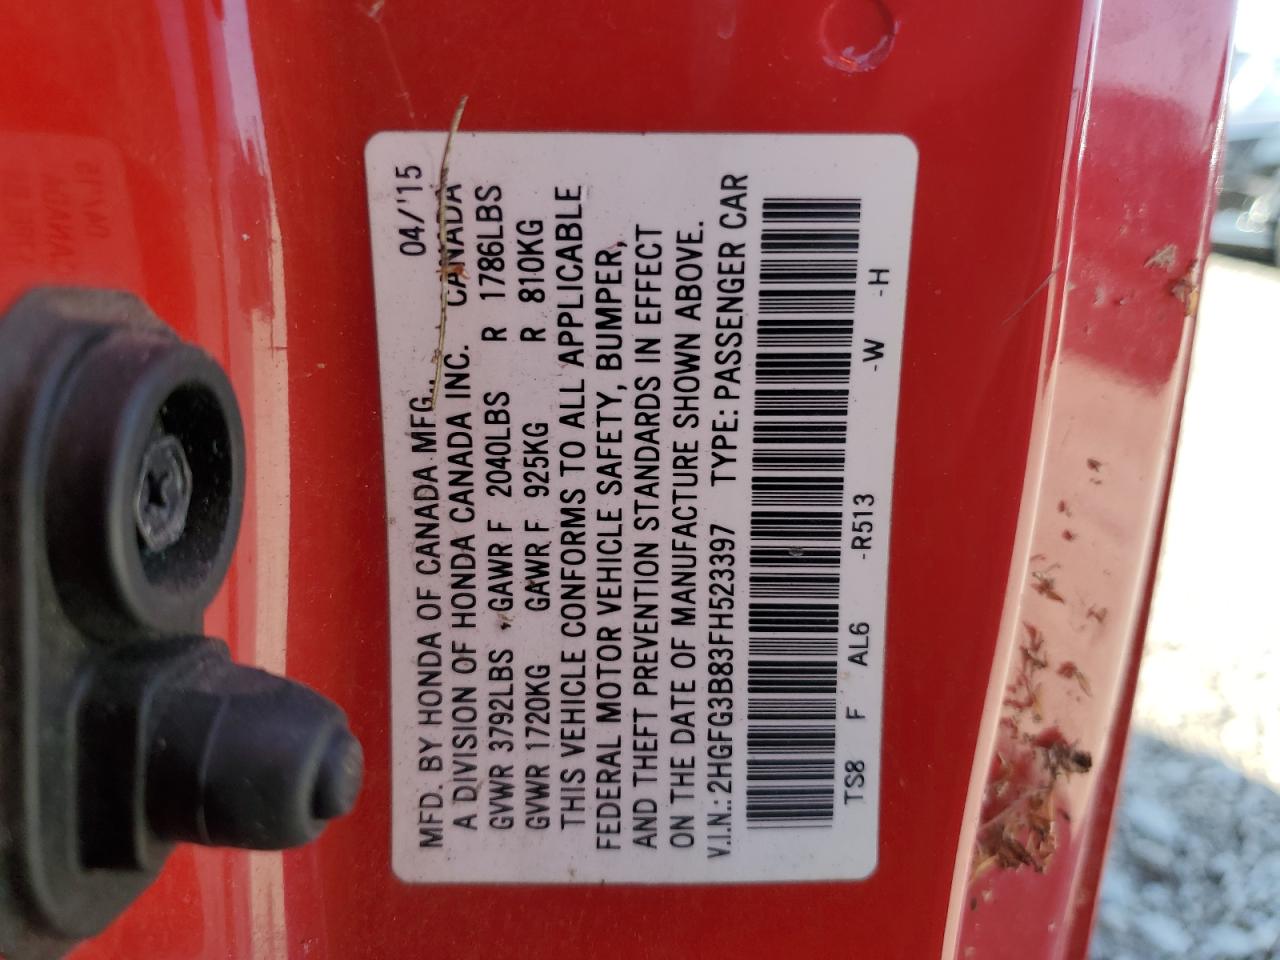 04/'15
MFD. BY HONDA OF CANADA MFG.,
A DIVISION OF HONDA CANADA INC. CANADA
GVWR 3792LBS GAWR F 2040LBS R 1786LBS
GVWR 1720KG GAWR F 925KG R 810KG
THIS VEHICLE CONFORMS TO ALL APPLICABLE
FEDERAL MOTOR VEHICLE SAFETY, BUMPER,
AND THEFT PREVENTION STANDARDS IN EFFECT
ON THE DATE OF MANUFACTURE SHOWN ABOVE.
V.I.N.: 2HGFG3B83FH523397 TYPE: PASSENGER CAR
TS8 F AL6 -R513 -W -H